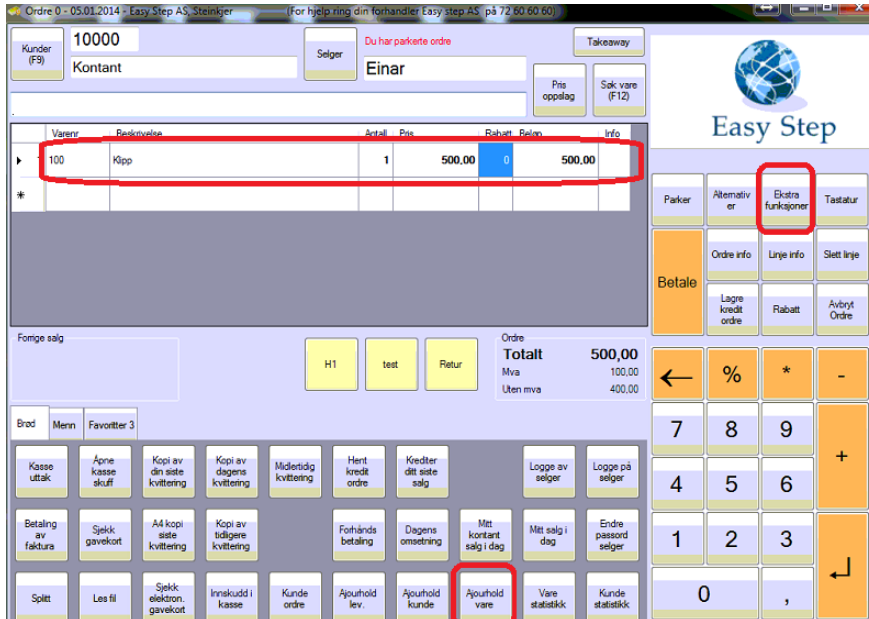 Ordre 0 - 05.01.2014 - Easy Step AS, Steinkjer (For hjelp ring din forhandler Easy step AS på 72 60 60 60)
Kunder (F9)
10000
Kontant
Selger
Du har parkerte ordre
Einar
Takeaway
Pris oppslag
Søk vare (F12)
Varenr Beskrivelse Antall Pris Rabatt Beløp Info
1 100 Klipp 1 500,00 0 500,00
*
Easy Step
Parker
Alternativ er
Ekstra funksjoner
Tastatur
Betale
Ordre info
Linje info
Slett linje
Lagre kredit ordre
Rabatt
Avbryt Ordre
Forrige salg
H1
test
Retur
Ordre
Totalt 500,00
Mva 100,00
Uten mva 400,00
← % * -
7 8 9 +
4 5 6
1 2 3
0 ,
Brød Menn Favoritter 3
Kasse uttak
Åpne kasse skuff
Kopi av din siste kvittering
Kopi av dagens kvittering
Midlertidig kvittering
Hent kredit ordre
Krediter ditt siste salg
Logge av selger
Logge på selger
Betaling av faktura
Sjekk gavekort
A4 kopi siste kvittering
Kopi av tidligere kvittering
Forhånds betaling
Dagens omsetning
Mitt kontant salg i dag
Mitt salg i dag
Endre passord selger
Splitt
Les fil
Sjekk elektron. gavekort
Innskudd i kasse
Kunde ordre
Ajourhold lev.
Ajourhold kunde
Ajourhold vare
Vare statistikk
Kunde statistikk